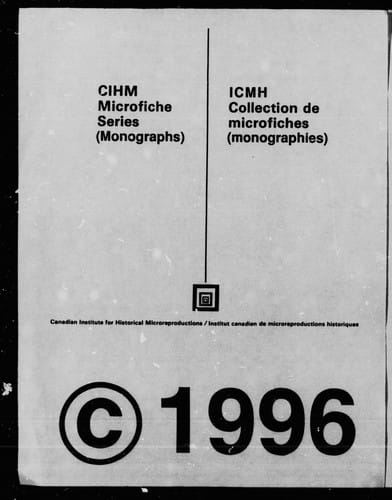 CIHM
Microfiche
Series
(Monographs)
ICMH
Collection de
microfiches
(monographies)
Canadian Institute for Historical Microreproductions / Institut canadien de microreproductions historiques
© 1996